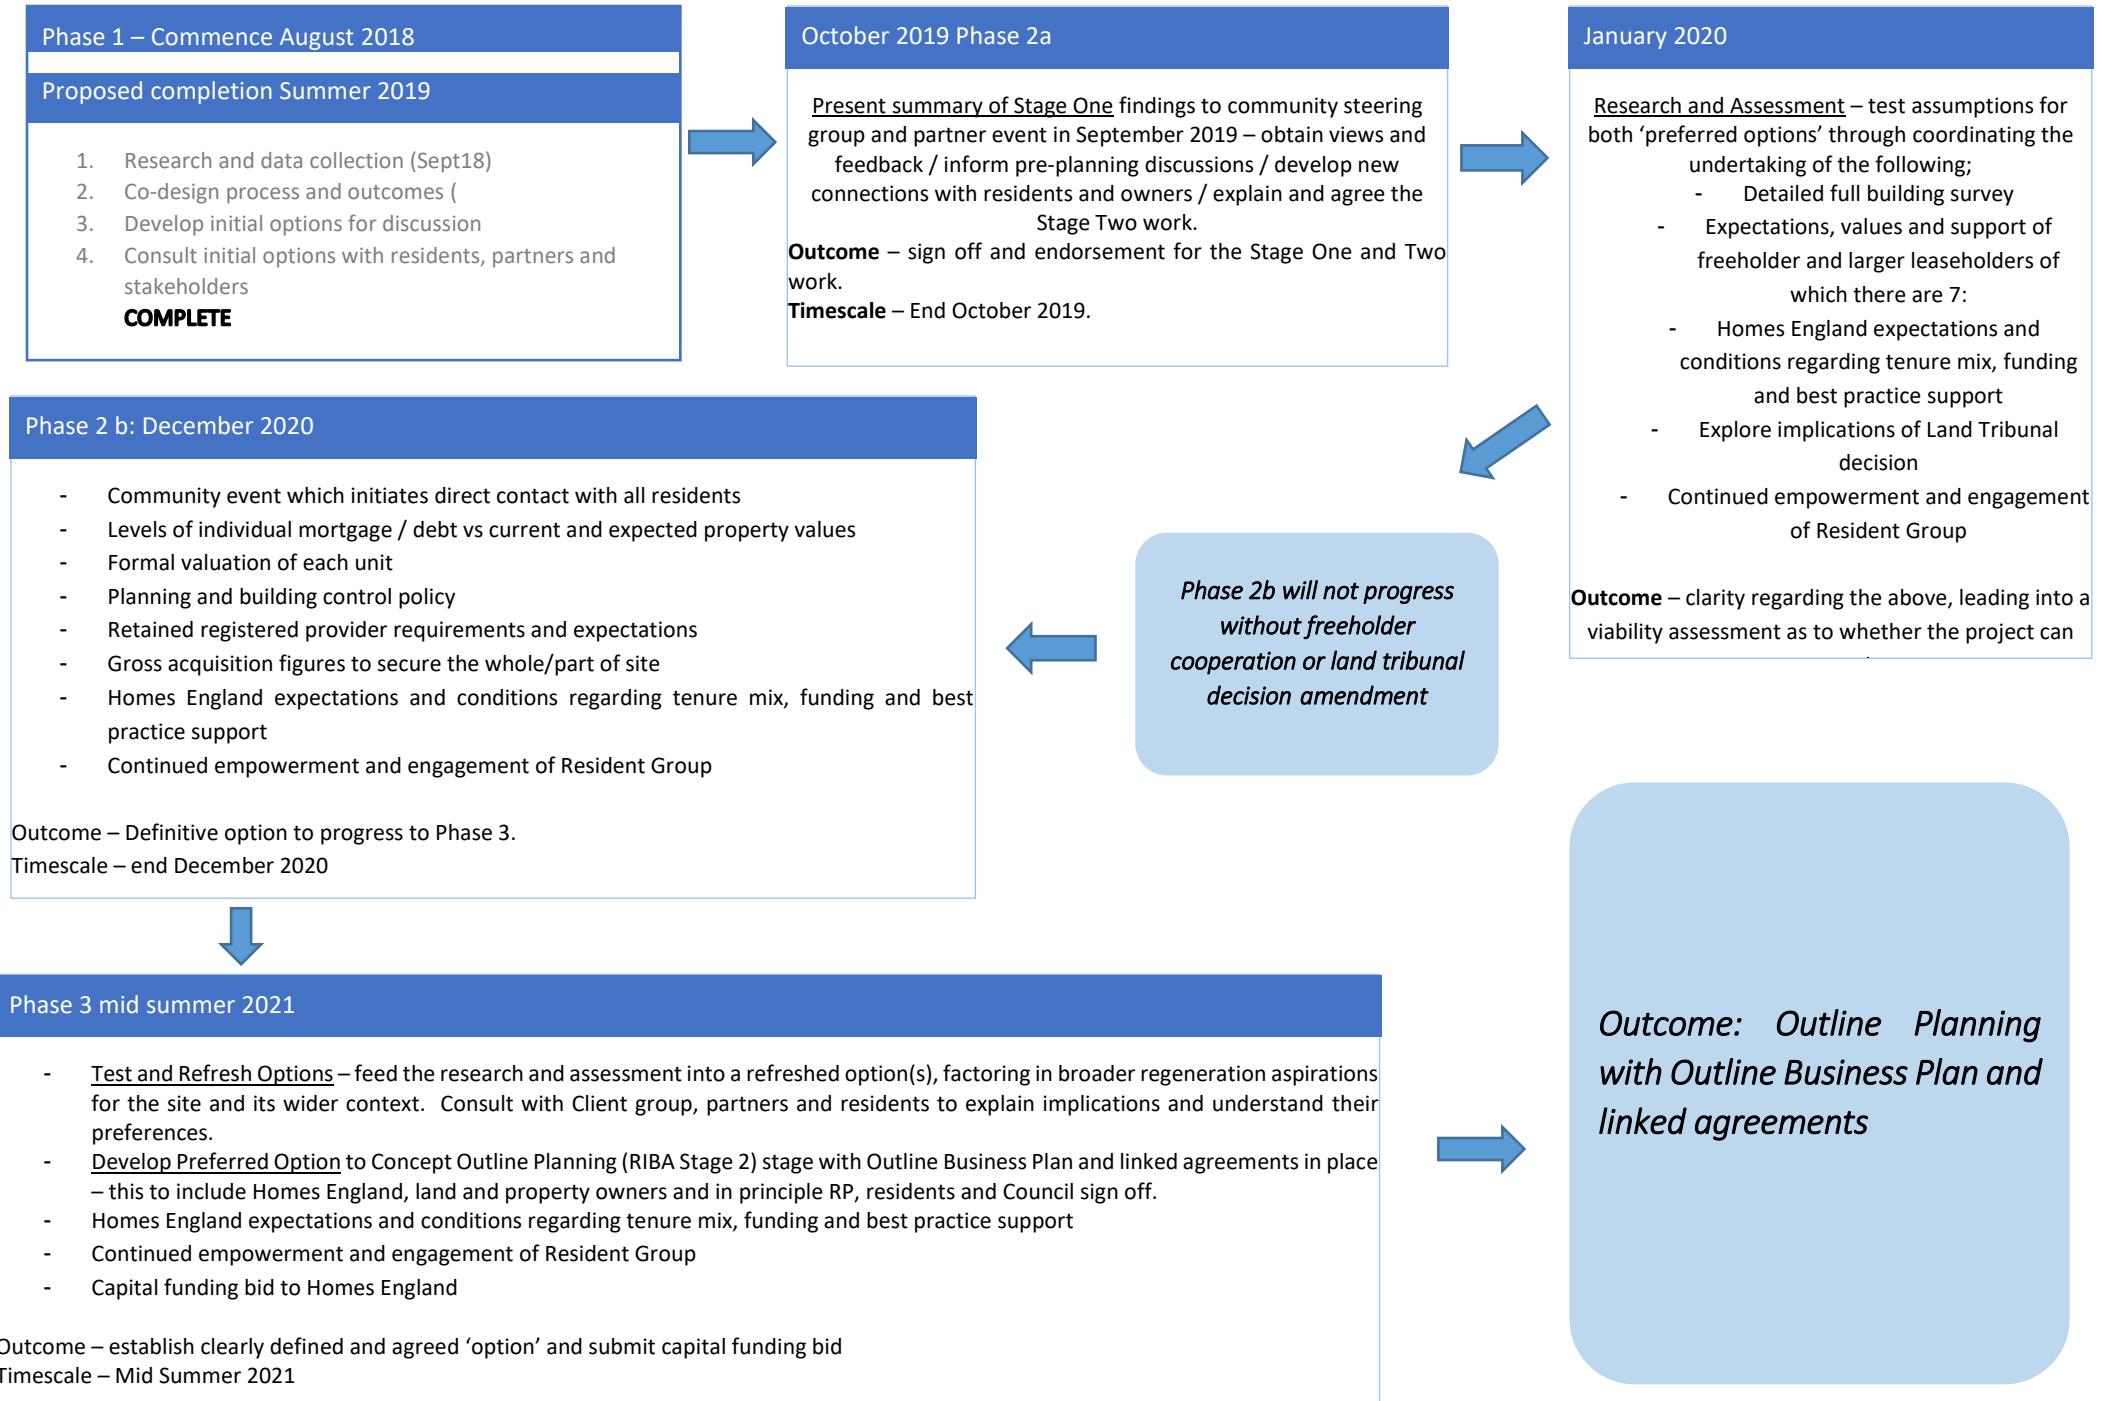 Phase 1 – Commence August 2018
Proposed completion Summer 2019
1. Research and data collection (Sept18)
2. Co-design process and outcomes (
3. Develop initial options for discussion
4. Consult initial options with residents, partners and
stakeholders
COMPLETE
October 2019 Phase 2a
Present summary of Stage One findings to community steering
group and partner event in September 2019 – obtain views and
feedback / inform pre-planning discussions / develop new
connections with residents and owners / explain and agree the
Stage Two work.
Outcome – sign off and endorsement for the Stage One and Two
work.
Timescale – End October 2019.
January 2020
Research and Assessment – test assumptions for
both ‘preferred options’ through coordinating the
undertaking of the following;
- Detailed full building survey
- Expectations, values and support of
freeholder and larger leaseholders of
which there are 7:
- Homes England expectations and
conditions regarding tenure mix, funding
and best practice support
- Explore implications of Land Tribunal
decision
- Continued empowerment and engagement
of Resident Group
Outcome – clarity regarding the above, leading into a
viability assessment as to whether the project can
Phase 2b will not progress
without freeholder
cooperation or land tribunal
decision amendment
Phase 2 b: December 2020
- Community event which initiates direct contact with all residents
- Levels of individual mortgage / debt vs current and expected property values
- Formal valuation of each unit
- Planning and building control policy
- Retained registered provider requirements and expectations
- Gross acquisition figures to secure the whole/part of site
- Homes England expectations and conditions regarding tenure mix, funding and best
practice support
- Continued empowerment and engagement of Resident Group
Outcome – Definitive option to progress to Phase 3.
Timescale – end December 2020
Phase 3 mid summer 2021
- Test and Refresh Options – feed the research and assessment into a refreshed option(s), factoring in broader regeneration aspirations
for the site and its wider context. Consult with Client group, partners and residents to explain implications and understand their
preferences.
- Develop Preferred Option to Concept Outline Planning (RIBA Stage 2) stage with Outline Business Plan and linked agreements in place
– this to include Homes England, land and property owners and in principle RP, residents and Council sign off.
- Homes England expectations and conditions regarding tenure mix, funding and best practice support
- Continued empowerment and engagement of Resident Group
- Capital funding bid to Homes England
Outcome – establish clearly defined and agreed ‘option’ and submit capital funding bid
Timescale – Mid Summer 2021
Outcome: Outline Planning
with Outline Business Plan and
linked agreements